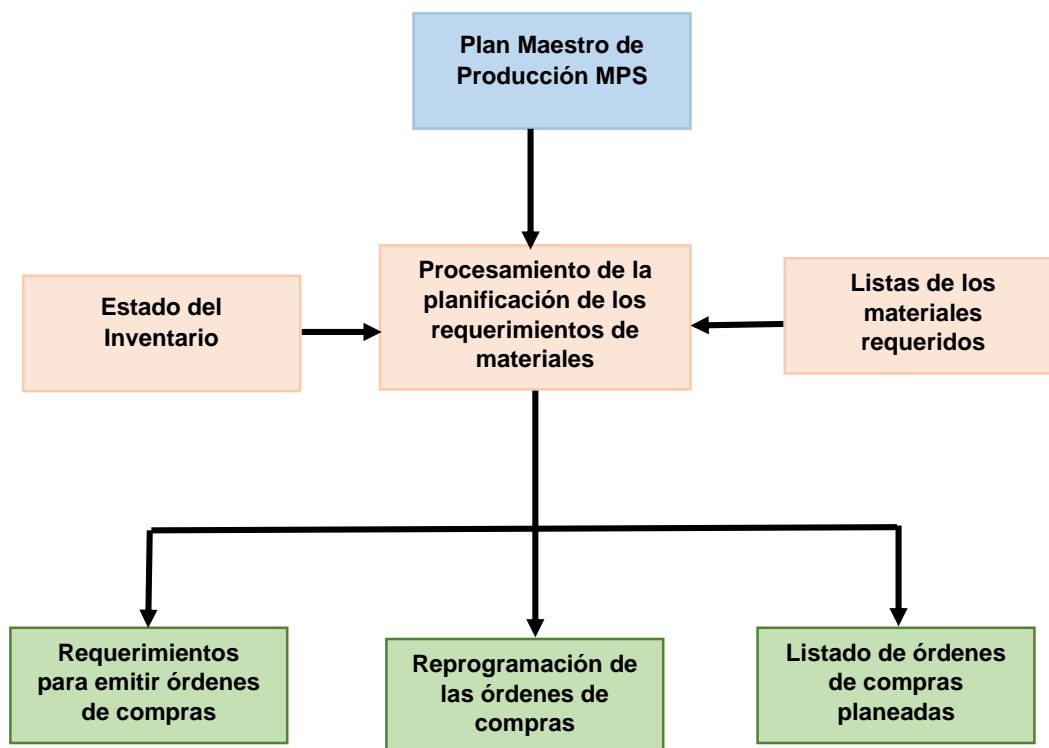 Plan Maestro de
Producción MPS
Estado del
Inventario
Procesamiento de la
planificación de los
requerimientos de
materiales
Listas de los
materiales
requeridos
Requerimientos
para emitir órdenes
de compras
Reprogramación de
las órdenes de
compras
Listado de órdenes
de compras
planeadas